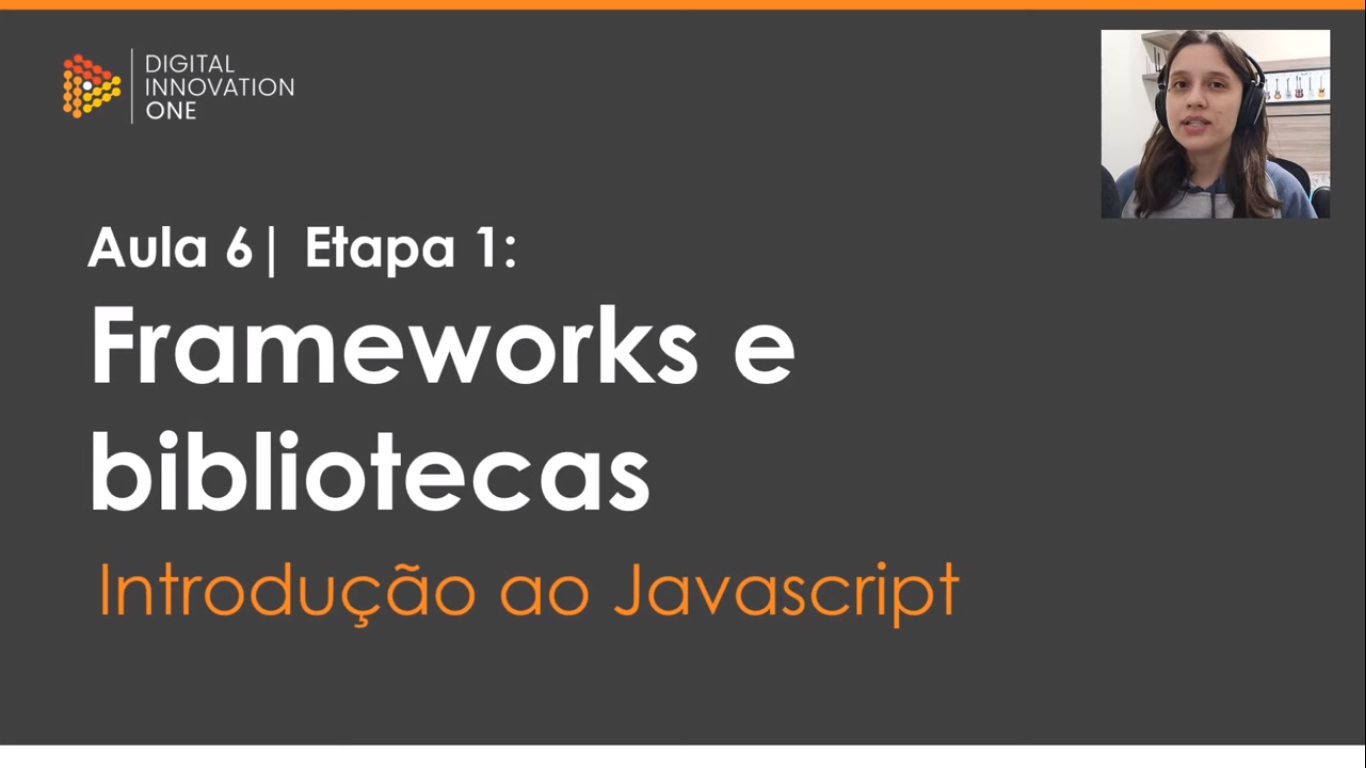 DIGITAL
INNOVATION
ONE
Aula 6| Etapa 1:
Frameworks e
bibliotecas
Introdução ao Javascript